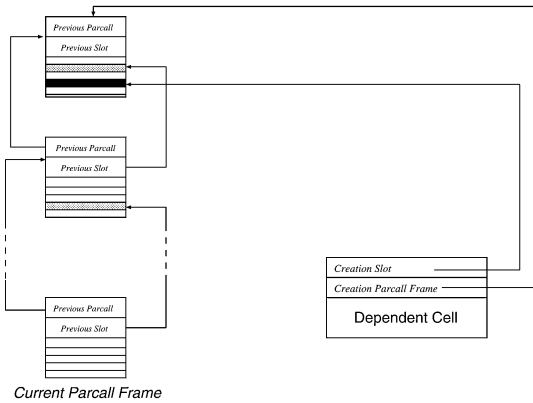 Previous Parcall
Previous Slot
Previous Parcall
Previous Slot
Creation Slot
Creation Parcall Frame
Dependent Cell
Previous Parcall
Previous Slot
Current Parcall Frame